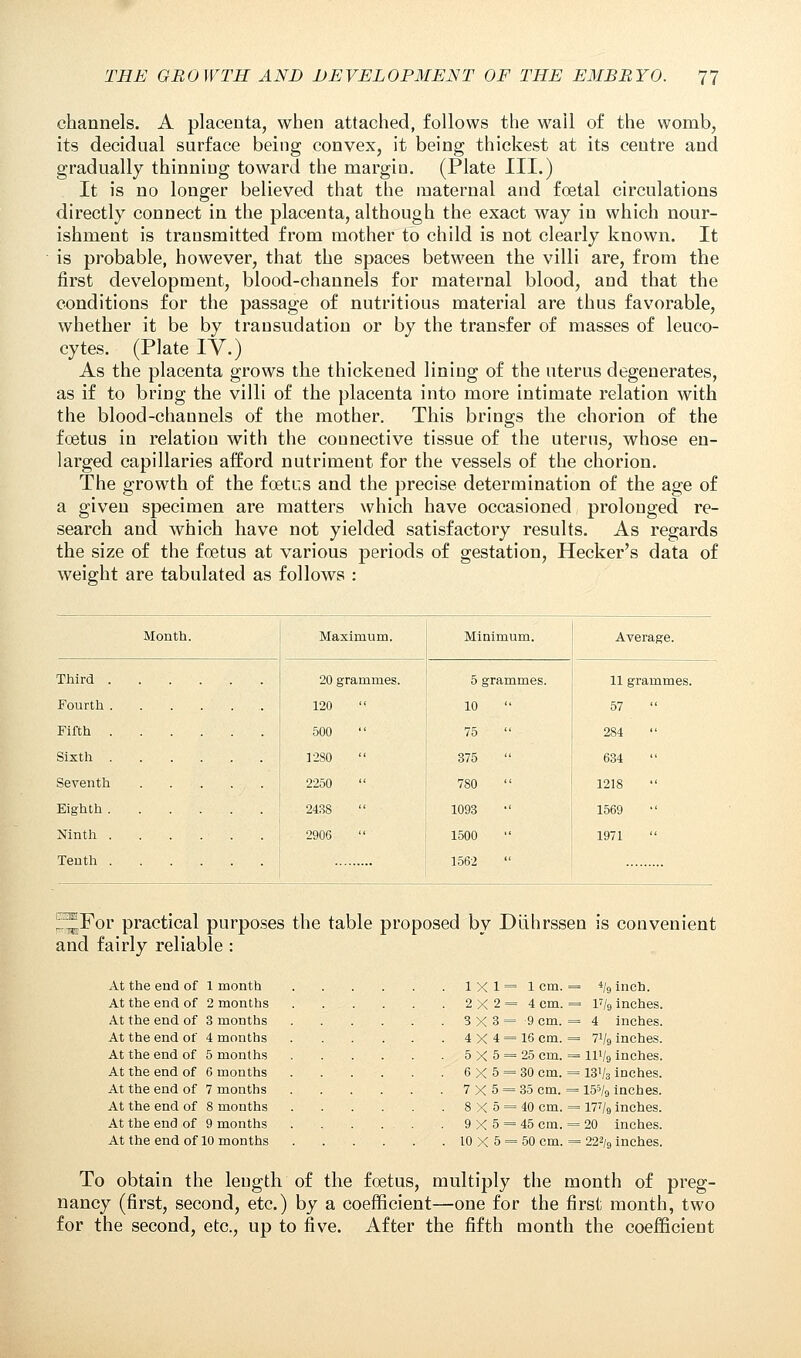 THE GROWTH AND DEVELOPMENT OF THE EMBRYO. 77
channels. A placenta, when attached, follows the wall of the womb,
its decidual surface being convex, it being thickest at its centre and
gradually thinning toward the margin. (Plate III.)
It is no longer believed that the maternal and fœtal circulations
directly connect in the placenta, although the exact way in which nour-
ishment is transmitted from mother to child is not clearly known. It
is probable, however, that the spaces between the villi are, from the
first development, blood-channels for maternal blood, and that the
conditions for the passage of nutritious material are thus favorable,
whether it be by transudation or by the transfer of masses of leuco-
cytes. (Plate IV.)
As the placenta grows the thickened lining of the uterus degenerates,
as if to bring the villi of the placenta into more intimate relation with
the blood-channels of the mother. This brings the chorion of the
fœtus in relation with the connective tissue of the uterus, whose en-
larged capillaries afford nutriment for the vessels of the chorion.
The growth of the fœtus and the precise determination of the age of
a given specimen are matters which have occasioned prolonged re-
search and which have not yielded satisfactory results. As regards
the size of the fœtus at various periods of gestation, Hecker's data of
weight are tabulated as follows :
Month. Maximum. Minimum. Average.
Third . . . . . . 20 grammes. 5 grammes. 11 grammes.
Fourth . . . . . . 120 " 10 " 57 "
Fifth . . . . . . 500 " 75 " 284 "
Sixth . . . . . . 1280 " 375 " 634 "
Seventh . . . . . 2250 " 780 " 1218 "
Eighth . . . . . . 2438 " 1093 " 1569 "
Ninth . . . . . . 2906 " 1500 " 1971 "
Tenth . . . . . . ......... 1562 " .........
For practical purposes the table proposed by Dührssen is convenient
and fairly reliable :
At the end of 1 month . . . . . . 1 X 1 = 1 cm. = 4/9 inch.
At the end of 2 months . . . . . . 2 X 2 = 4 cm. = 1 7/9 inches.
At the end of 3 months . . . . . . 3 X 3 = 9 cm. = 4 inches.
At the end of 4 months . . . . . . 4 X 4 = 16 cm. = 7 1/9 inches.
At the end of 5 months . . . . . . 5 X 5 = 25 cm. = 11 1/9 inches.
At the end of 6 months . . . . . . 6 X 5 = 30 cm. = 13 1/3 inches.
At the end of 7 months . . . . . . 7 X 5 = 35 cm. = 15 5/9 inches.
At the end of 8 months . . . . . . 8 X 5 = 40 cm. = 17 7/9 inches.
At the end of 9 months . . . . . . 9 X 5 = 45 cm. = 20 inches.
At the end of 10 months . . . . . . 10 X 5 = 50 cm. = 22 2/9 inches.
To obtain the length of the fœtus, multiply the month of preg-
nancy (first, second, etc.) by a coefficient—one for the first month, two
for the second, etc., up to five. After the fifth month the coefficient